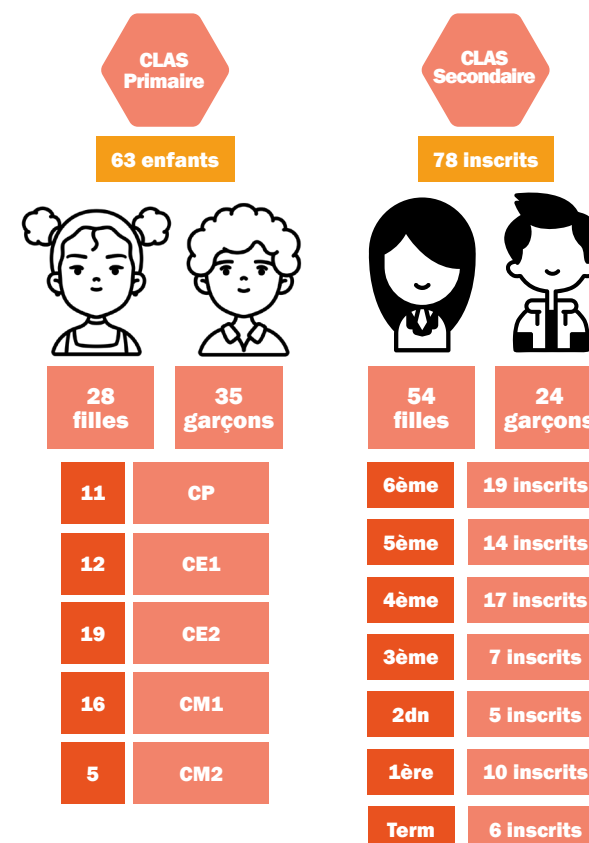 CLAS
Primaire
63 enfants
28
filles
35
garçons
11 CP
12 CE1
19 CE2
16 CM1
5 CM2
CLAS
Secondaire
78 inscrits
54
filles
24
garçons
6ème 19 inscrits
5ème 14 inscrits
4ème 17 inscrits
3ème 7 inscrits
2dn 5 inscrits
1ère 10 inscrits
Term 6 inscrits